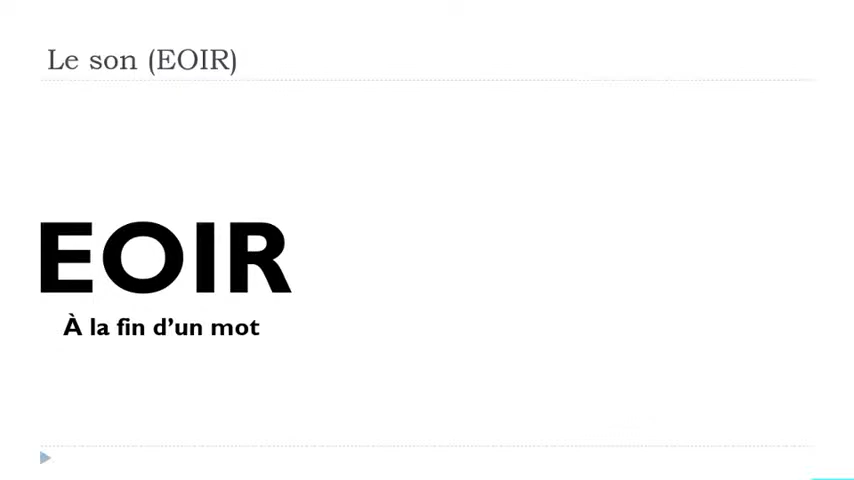 Le son (EOIR)
EOIR
À la fin d’un mot